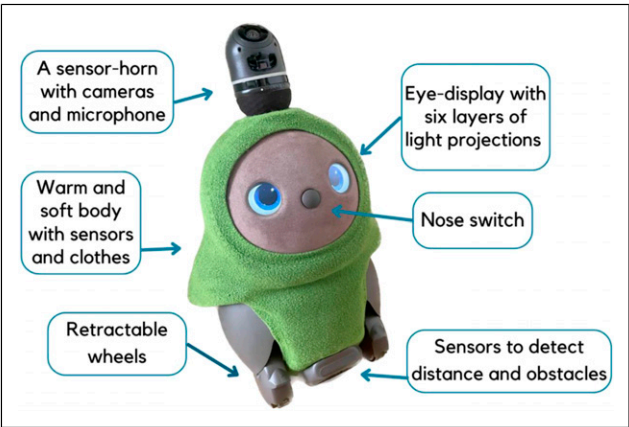 A sensor-horn
with cameras
and microphone
Eye-display with
six layers of
light projections
Warm and
soft body
with sensors
and clothes
Nose switch
Retractable
wheels
Sensors to detect
distance and obstacles